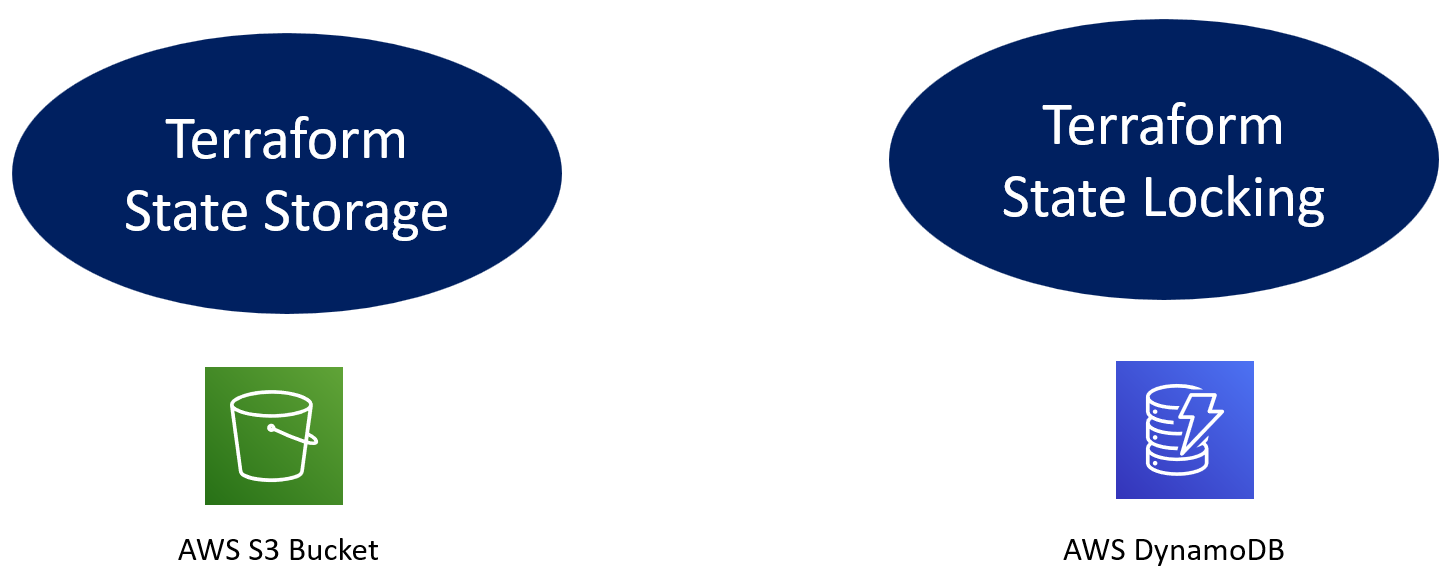 Terraform
State Storage
Terraform
State Locking
AWS S3 Bucket
AWS DynamoDB